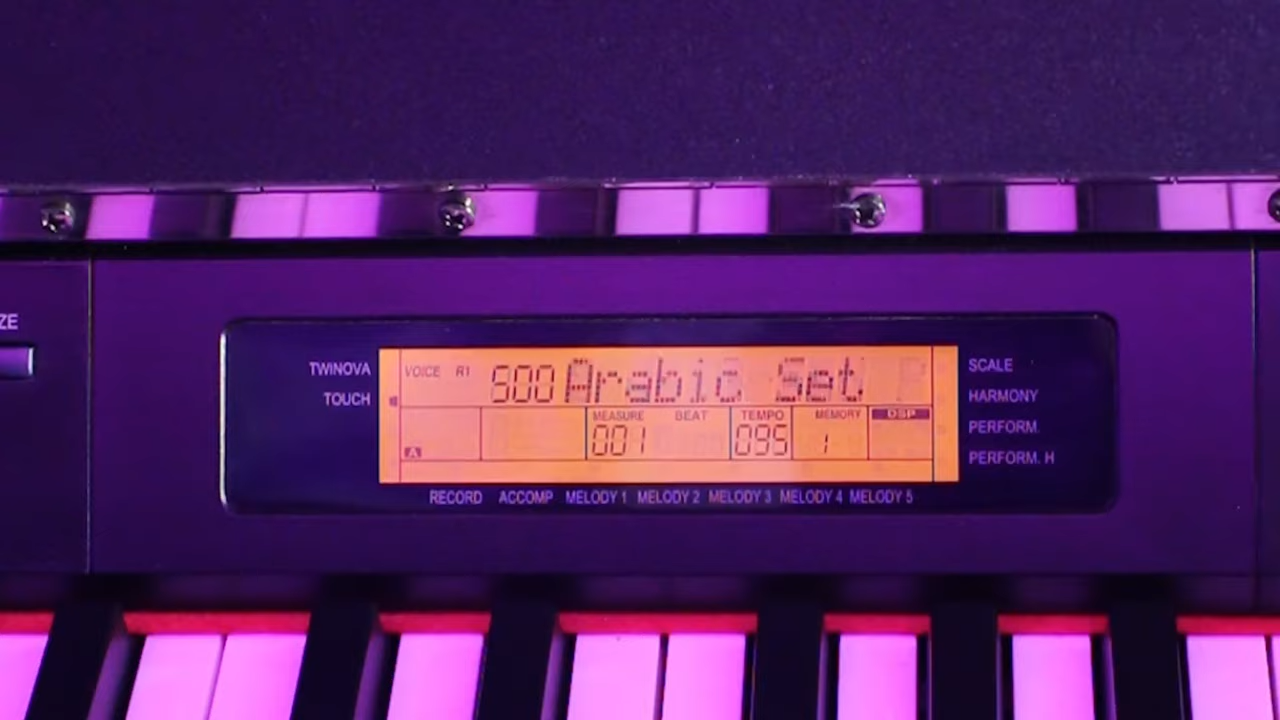 ZE
TWINOVA
TOUCH
VOICE R1 600 Arabic Set
MEASURE BEAT TEMPO MEMORY DSP
001 095 1
A
SCALE
HARMONY
PERFORM.
PERFORM. H
RECORD ACCOMP MELODY 1 MELODY 2 MELODY 3 MELODY 4 MELODY 5